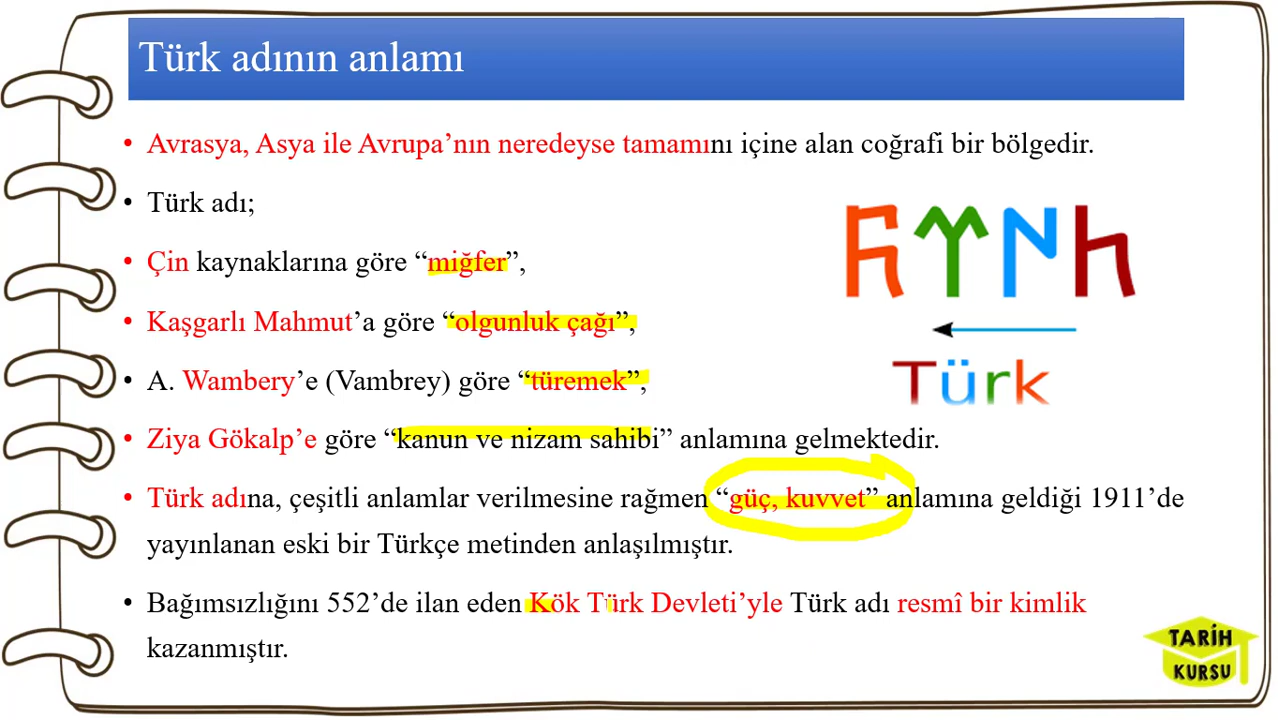 Türk adının anlamı
• Avrasya, Asya ile Avrupa’nın neredeyse tamamını içine alan coğrafi bir bölgedir.
• Türk adı;
• Çin kaynaklarına göre “miğfer”,
• Kaşgarlı Mahmut’a göre “olgunluk çağı”,
• A. Wambery’e (Vambrey) göre “türemek”,
• Ziya Gökalp’e göre “kanun ve nizam sahibi” anlamına gelmektedir.
• Türk adına, çeşitli anlamlar verilmesine rağmen “güç, kuvvet” anlamına geldiği 1911’de
yayınlanan eski bir Türkçe metinden anlaşılmıştır.
• Bağımsızlığını 552’de ilan eden Kök Türk Devleti’yle Türk adı resmî bir kimlik
kazanmıştır.
𐱅𐰇𐰼𐰚
Türk
TARİH
KURSU